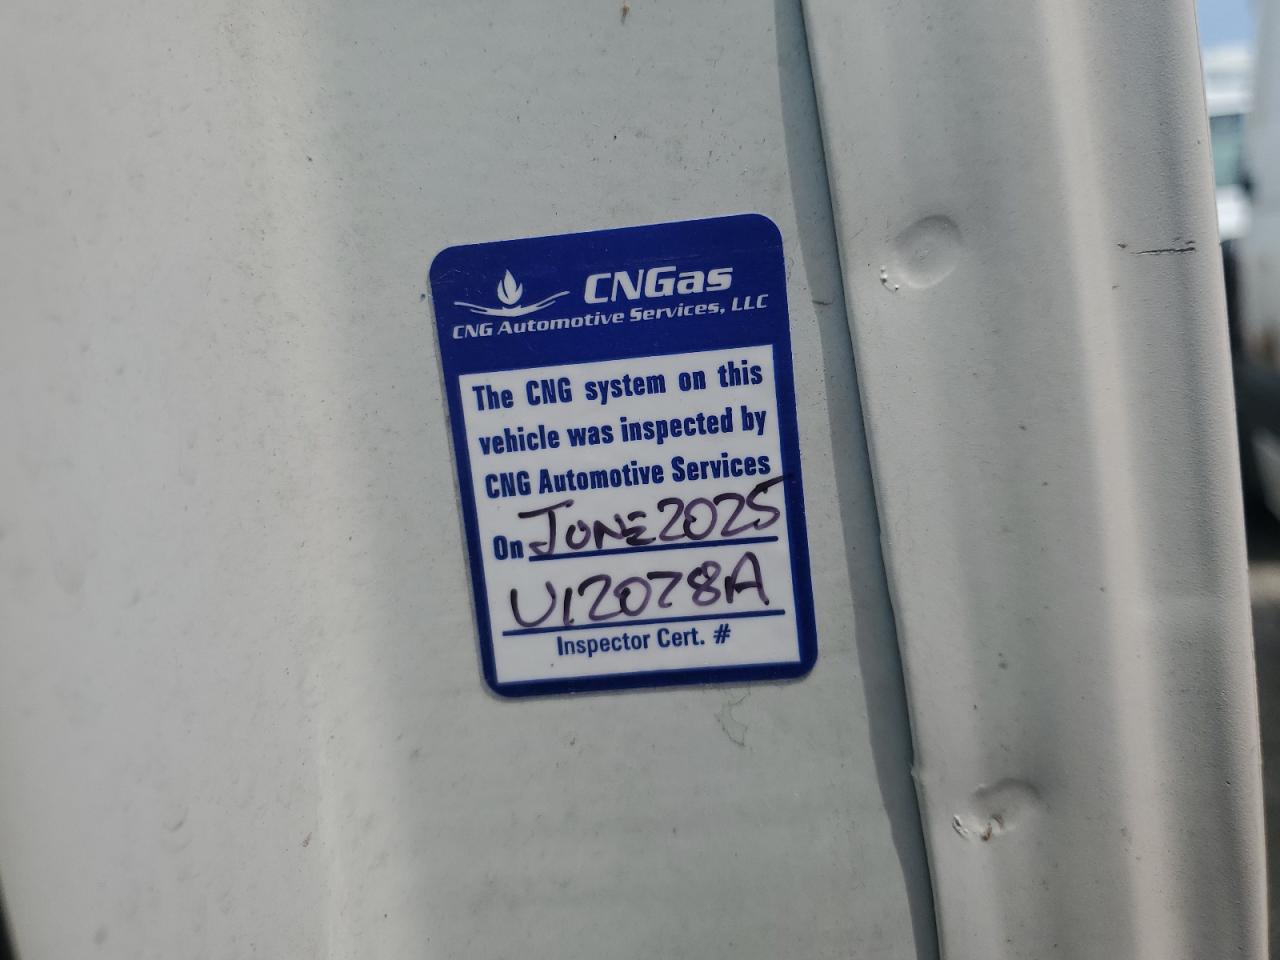 CNGas
CNG Automotive Services, LLC
The CNG system on this
vehicle was inspected by
CNG Automotive Services
On JUNE 2025
U12028A
Inspector Cert. #